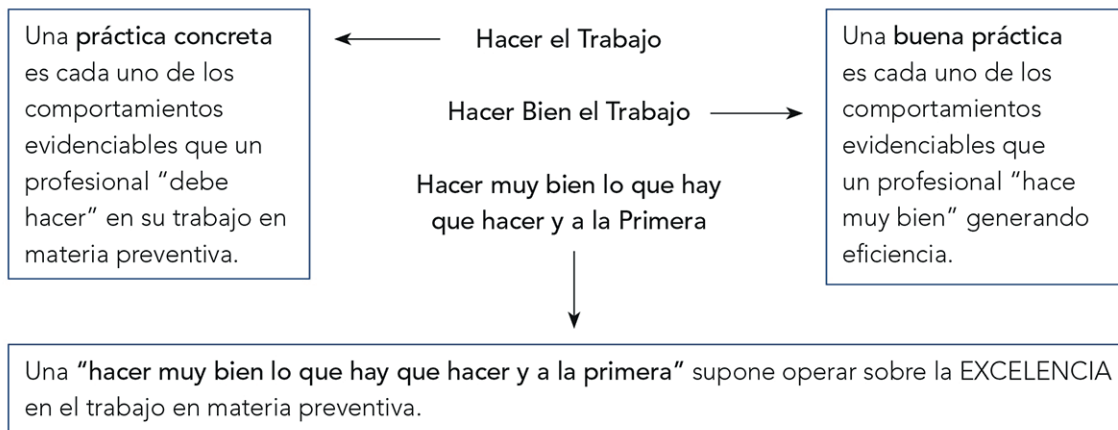 Una práctica concreta
es cada uno de los
comportamientos
evidenciables que un
profesional “debe
hacer” en su trabajo en
materia preventiva.
Hacer el Trabajo
Hacer Bien el Trabajo
Hacer muy bien lo que hay
que hacer y a la Primera
Una buena práctica
es cada uno de los
comportamientos
evidenciables que
un profesional “hace
muy bien” generando
eficiencia.
Una “hacer muy bien lo que hay que hacer y a la primera” supone operar sobre la EXCELENCIA
en el trabajo en materia preventiva.